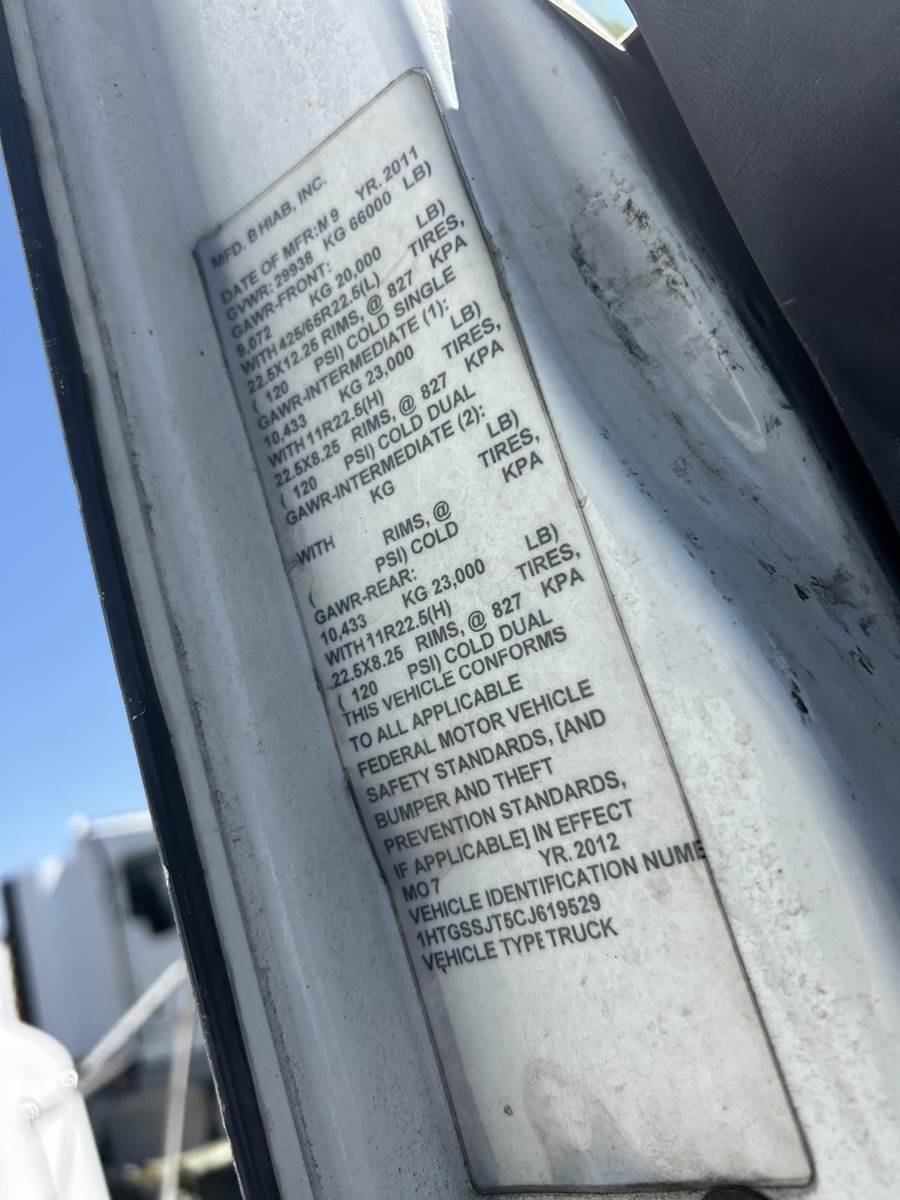 MFD. B HIAB, INC.
DATE OF MFR: M 9 YR. 2011
GVWR: 29938 KG 66000 LB)
GAWR-FRONT:
9,072 KG 20,000 LB)
WITH 425/65R22.5(L) TIRES,
22.5X12.25 RIMS, @ 827 KPA
( 120 PSI) COLD SINGLE
GAWR-INTERMEDIATE (1):
10,433 KG 23,000 LB)
WITH 11R22.5(H) TIRES,
22.5X8.25 RIMS, @ 827 KPA
( 120 PSI) COLD DUAL
GAWR-INTERMEDIATE (2):
KG LB)
WITH TIRES,
RIMS, @ KPA
( PSI) COLD
GAWR-REAR:
10,433 KG 23,000 LB)
WITH 11R22.5(H) TIRES,
22.5X8.25 RIMS, @ 827 KPA
( 120 PSI) COLD DUAL
THIS VEHICLE CONFORMS
TO ALL APPLICABLE
FEDERAL MOTOR VEHICLE
SAFETY STANDARDS, [AND
BUMPER AND THEFT
PREVENTION STANDARDS,
IF APPLICABLE] IN EFFECT
MO 7 YR. 2012
VEHICLE IDENTIFICATION NUME
1HTGSSJT5CJ619529
VEHICLE TYPE TRUCK